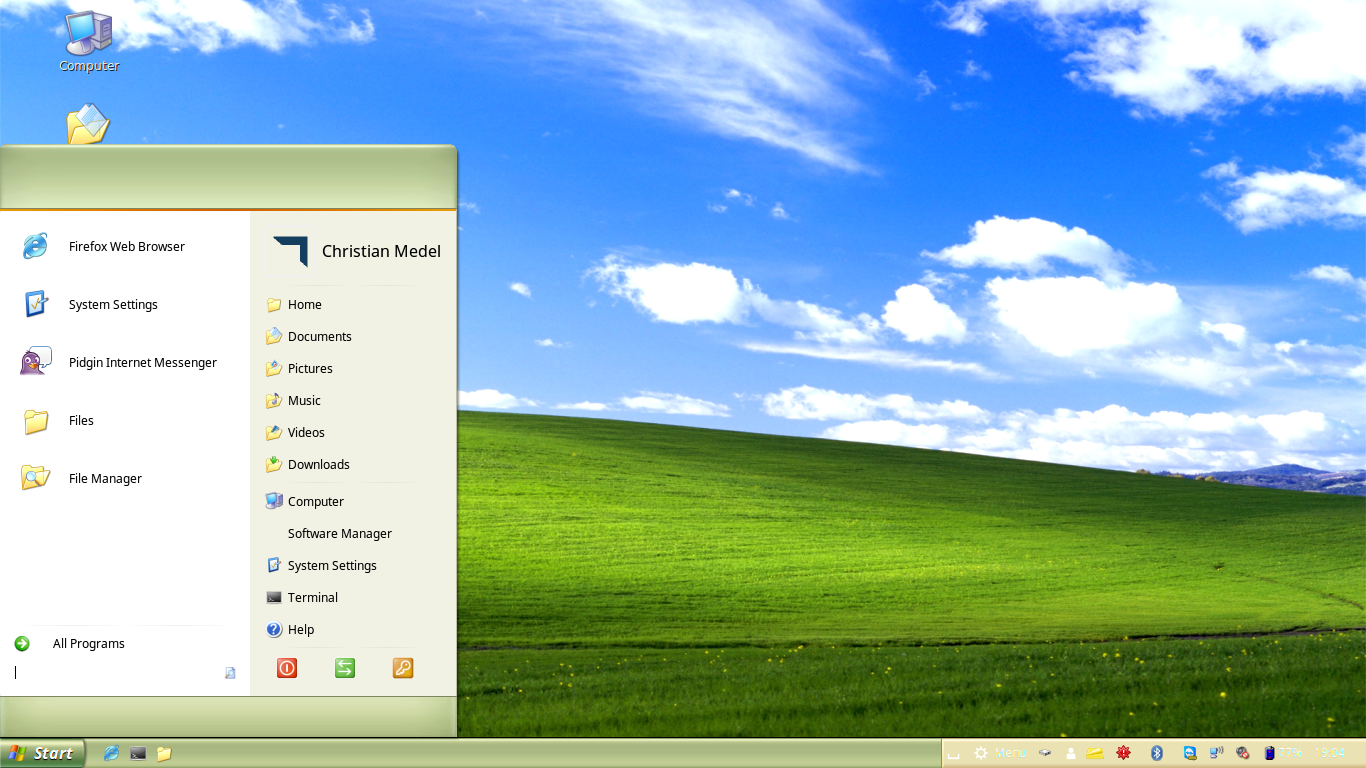 Computer
Christian Medel
Firefox Web Browser
System Settings
Pidgin Internet Messenger
Files
File Manager
All Programs
Home
Documents
Pictures
Music
Videos
Downloads
Computer
Software Manager
System Settings
Terminal
Help
Start
Menu
77%
19:04